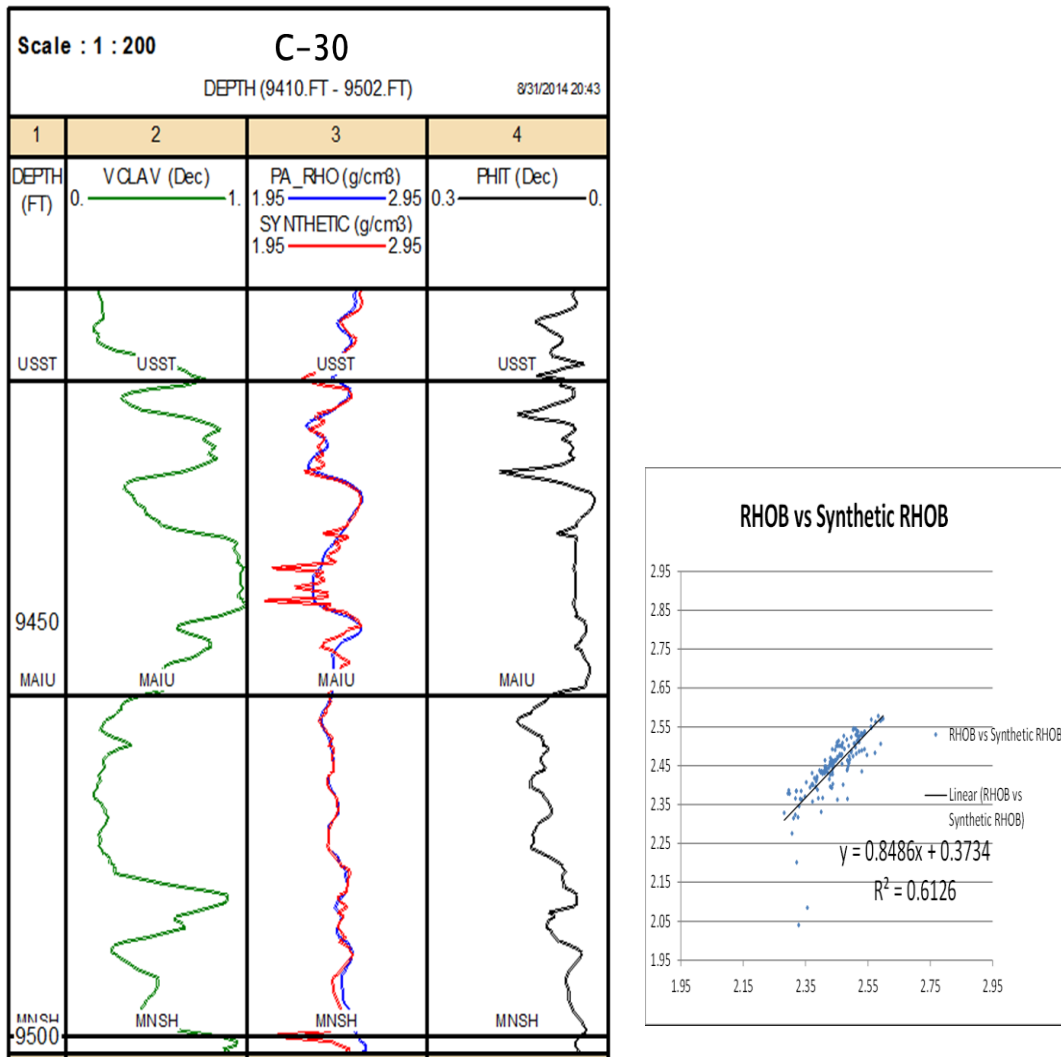 Scale : 1 : 200
C-30
DEPTH (9410.FT - 9502.FT)
8/31/2014 20:43
1 2 3 4
DEPTH
(FT)
VCLAV (Dec)
0. 1.
PA_RHO (g/cm3)
1.95 2.95
SYNTHETIC (g/cm3)
1.95 2.95
PHIT (Dec)
0.3 0.
USST USST USST USST
9450
MAIU MAIU MAIU MAIU
MNSH MNSH MNSH MNSH
9500
RHOB vs Synthetic RHOB
2.95
2.85
2.75
2.65
2.55
2.45
2.35
2.25
2.15
2.05
1.95
1.95 2.15 2.35 2.55 2.75 2.95
RHOB vs Synthetic RHOB
Linear (RHOB vs
Synthetic RHOB)
y = 0.8486x + 0.3734
R² = 0.6126